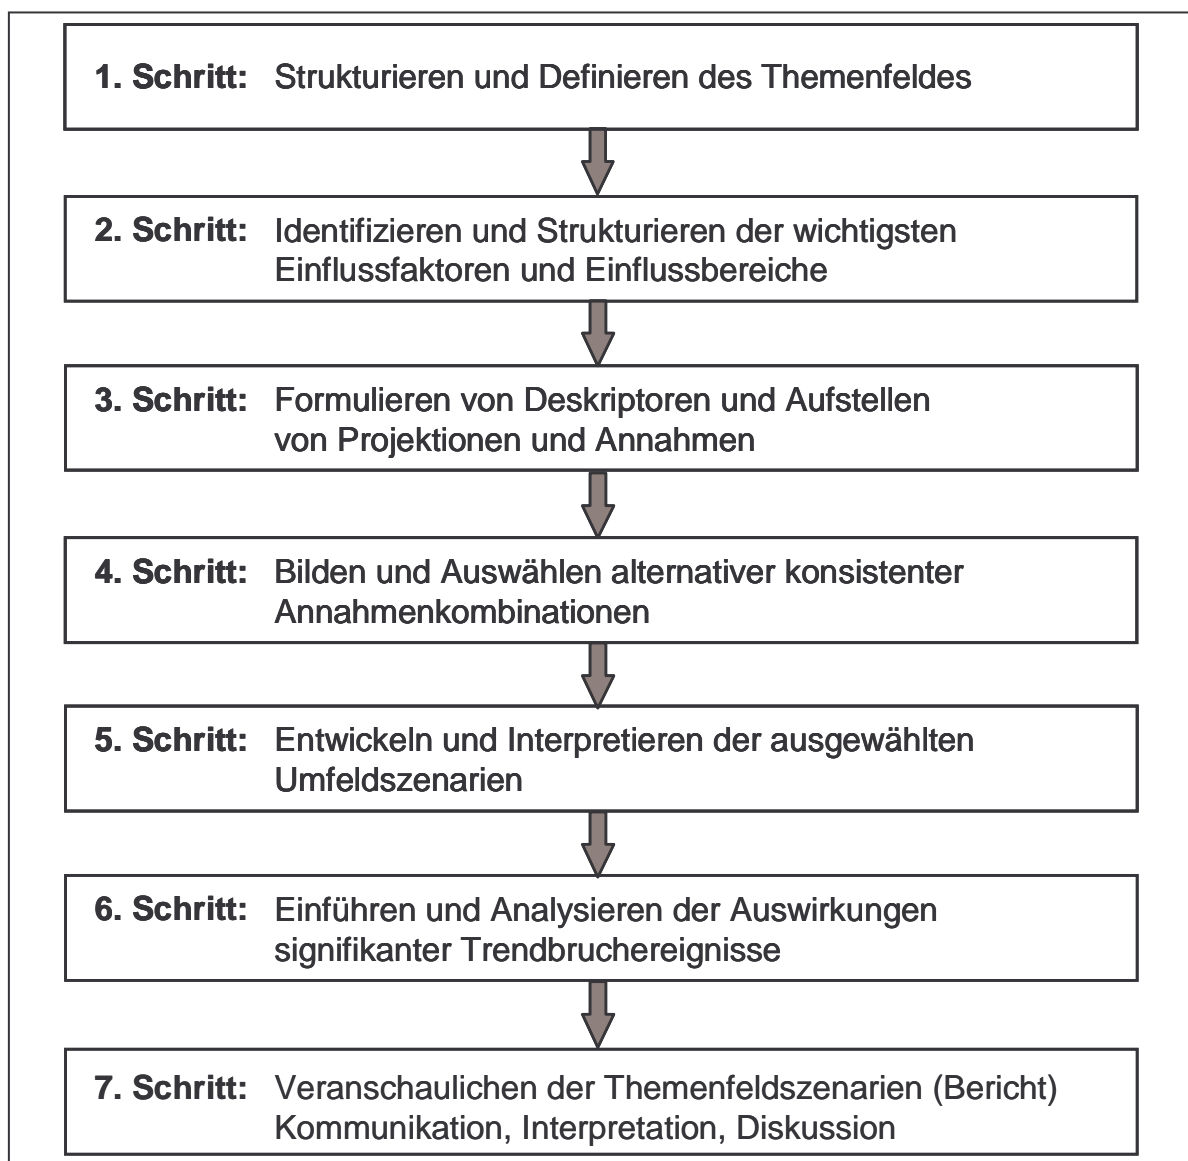 1. Schritt: Strukturieren und Definieren des Themenfeldes
2. Schritt: Identifizieren und Strukturieren der wichtigsten
Einflussfaktoren und Einflussbereiche
3. Schritt: Formulieren von Deskriptoren und Aufstellen
von Projektionen und Annahmen
4. Schritt: Bilden und Auswählen alternativer konsistenter
Annahmenkombinationen
5. Schritt: Entwickeln und Interpretieren der ausgewählten
Umfeldszenarien
6. Schritt: Einführen und Analysieren der Auswirkungen
signifikanter Trendbruchereignisse
7. Schritt: Veranschaulichen der Themenfeldszenarien (Bericht)
Kommunikation, Interpretation, Diskussion